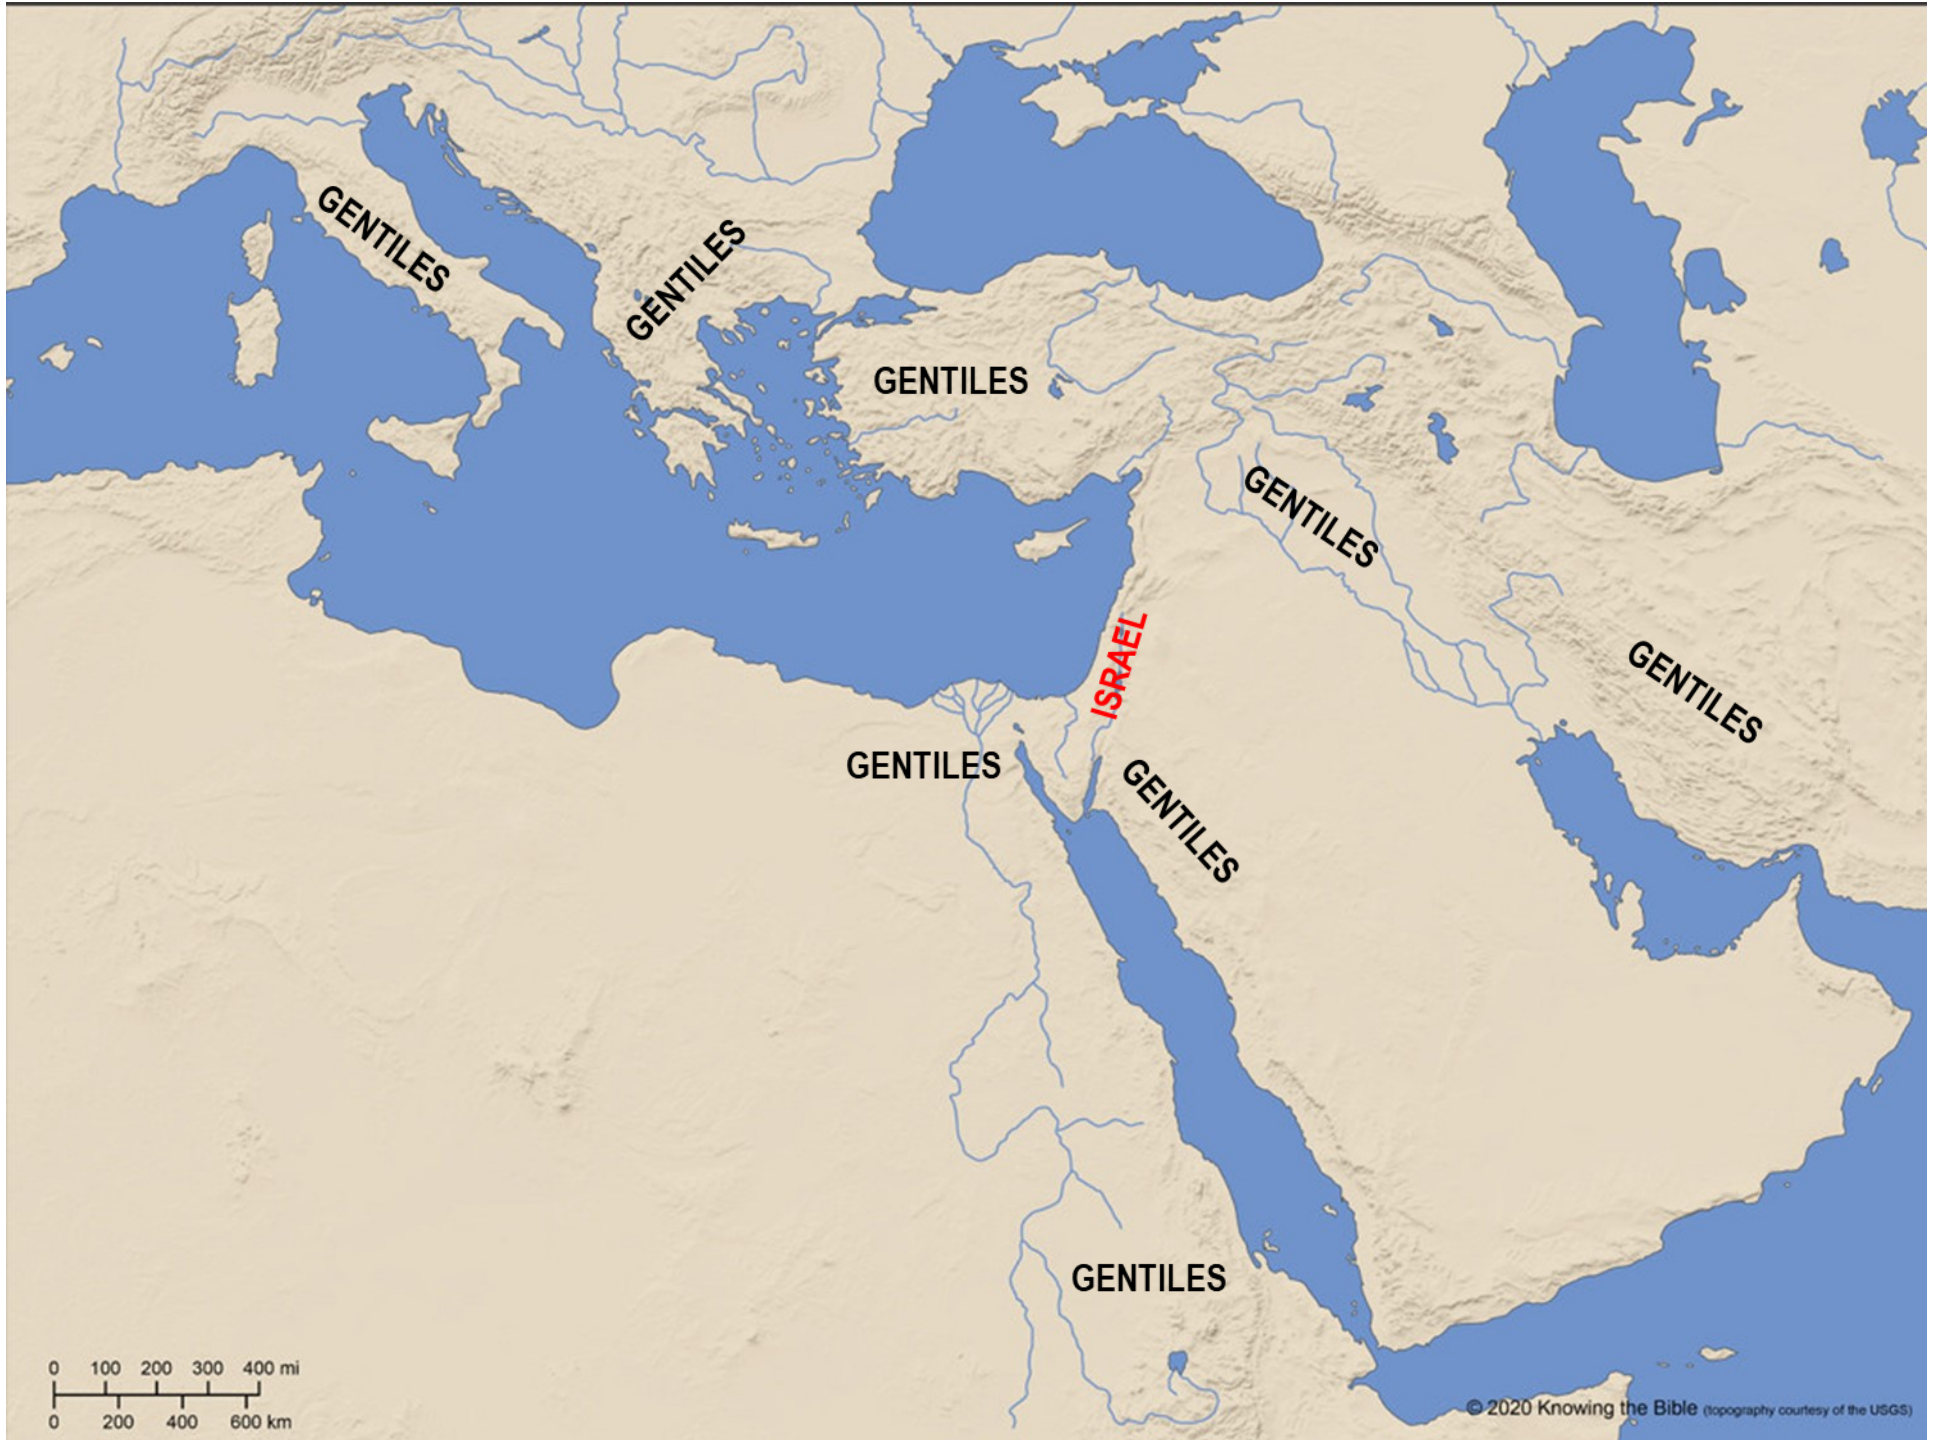 GENTILES
GENTILES
GENTILES
GENTILES
ISRAEL
GENTILES
GENTILES
GENTILES
GENTILES
0 100 200 300 400 mi
0 200 400 600 km
© 2020 Knowing the Bible (topography courtesy of the USGS)